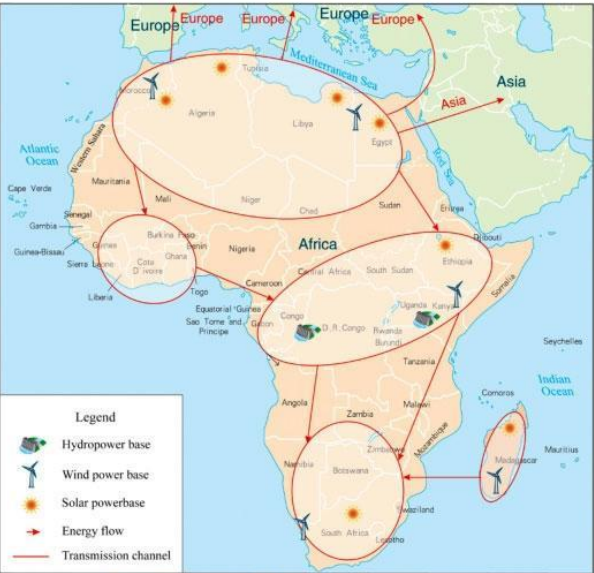 Europe
Europe
Europe
Europe
Europe
Mediterranean Sea
Asia
Asia
Morocco
Tunisia
Algeria
Libya
Egypt
Atlantic
Ocean
Western Sahara
Red Sea
Mauritania
Cape Verde
Mali
Niger
Chad
Sudan
Eritrea
Senegal
Gambia
Guinea-Bissau
Guinea
Burkina Faso
Benin
Nigeria
Africa
Djibouti
Sierra Leone
Cota
D`ivoire
Ghana
Central Africa
South Sudan
Ethiopia
Somalia
Liberia
Togo
Cameroon
Equatorial Guinea
Sao Tome and
Principe
Gabon
Congo
D.R.Congo
Uganda
Kanya
Rwanda
Burundi
Seychelles
Tanzania
Indian
Ocean
Angola
Zambia
Malewi
Comoros
Mozambique
Zimbabwe
Madagascar
Mauritius
Namibia
Botswana
Swaziland
South Africa
Lesotho
Legend
Hydropower base
Wind power base
Solar powerbase
Energy flow
Transmission channel